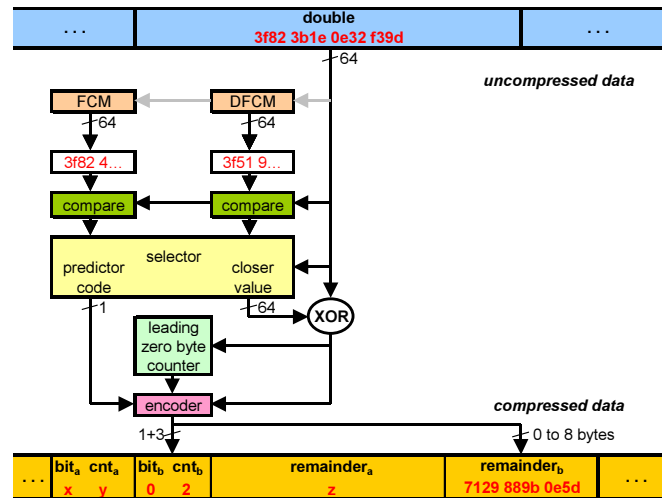 . . .
double
3f82 3b1e 0e32 f39d
. . .
64
uncompressed data
FCM
DFCM
64
64
3f82 4...
3f51 9...
compare
compare
selector
predictor
code
closer
value
1
64
XOR
leading
zero byte
counter
encoder
compressed data
1+3
0 to 8 bytes
. . .
bita cnta
bitb cntb
remaindera
remainderb
. . .
x y
0 2
z
7129 889b 0e5d